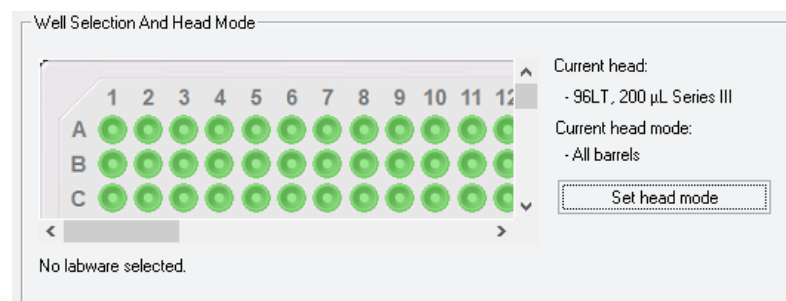 Well Selection And Head Mode
Current head:
1 2 3 4 5 6 7 8 9 10 11 12
- 96LT, 200 µL Series III
A
Current head mode:
B
- All barrels
C
Set head mode
No labware selected.